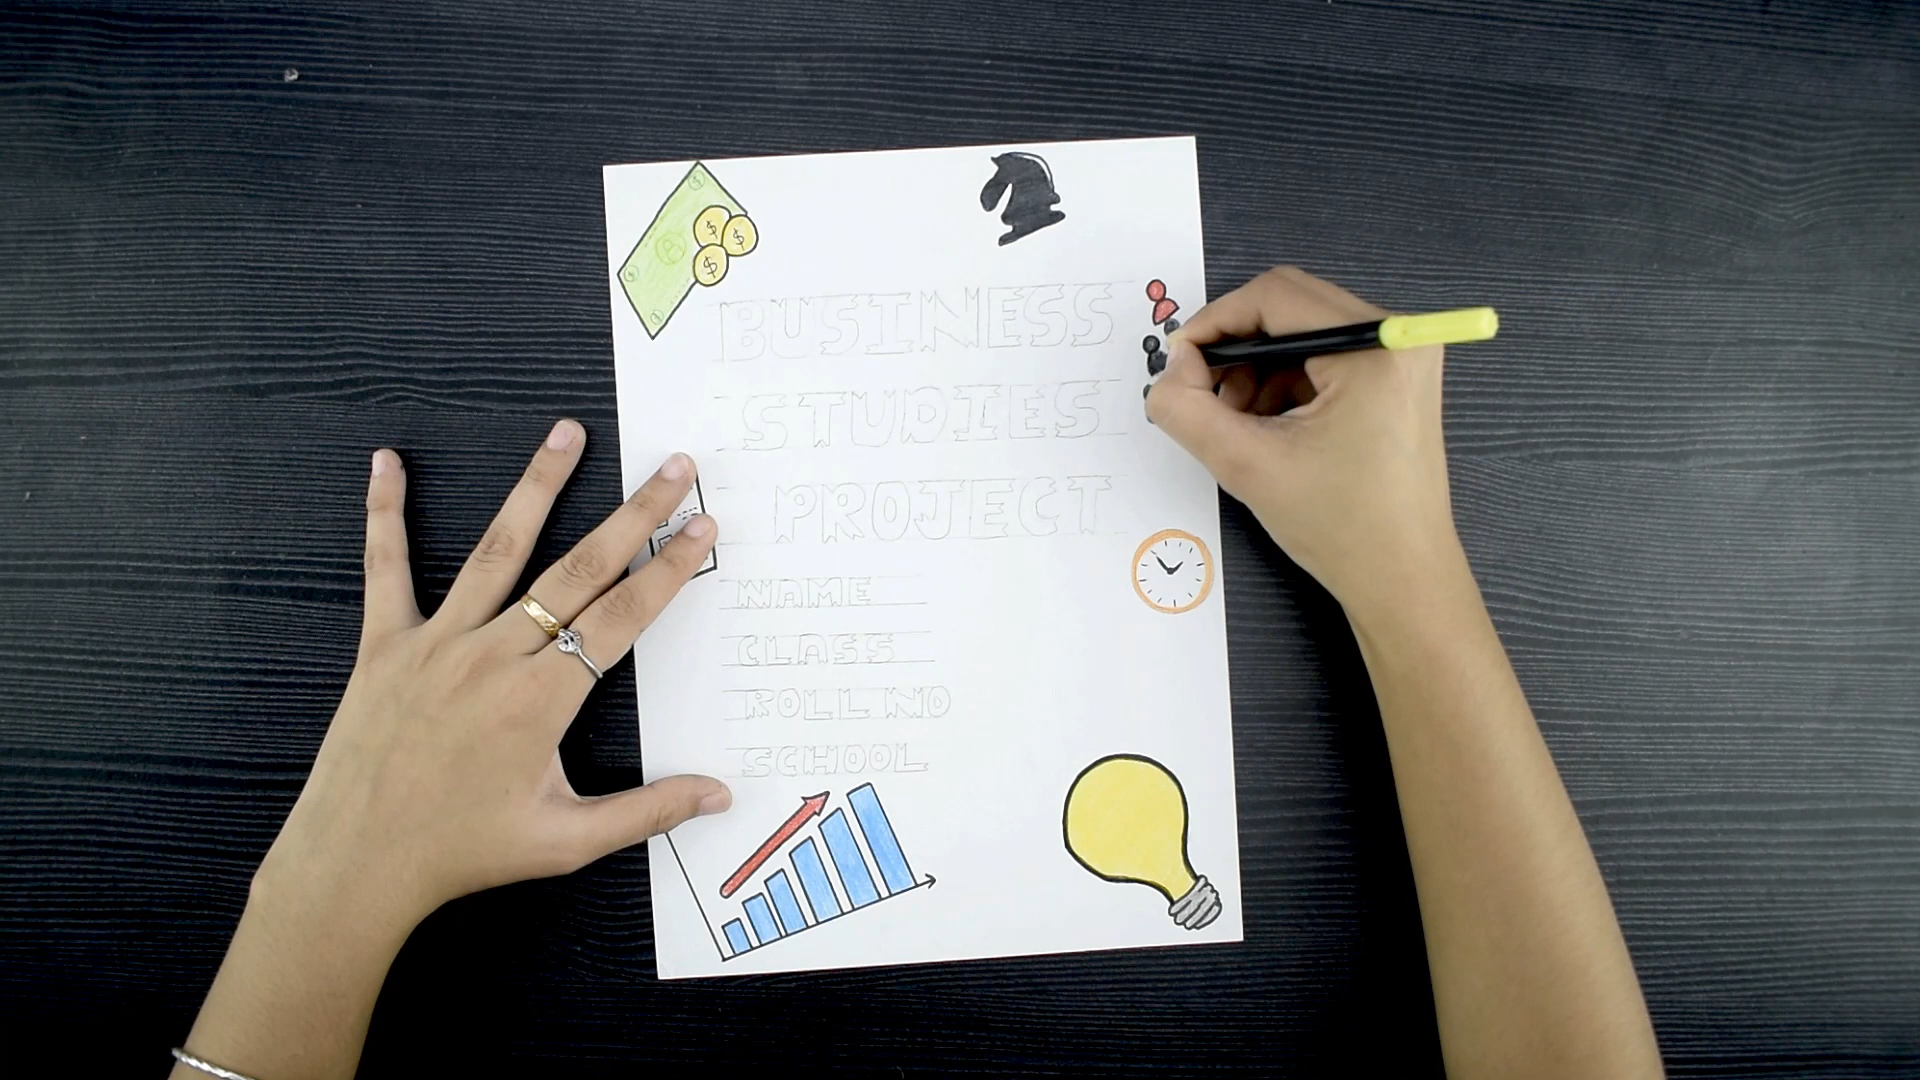 BUSINESS
STUDIES
PROJECT
NAME
CLASS
ROLL NO
SCHOOL